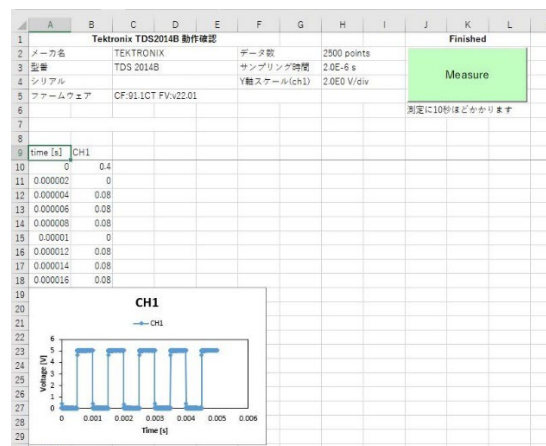 A B C D E F G H I J K L
1 Tektronix TDS2014B 動作確認 Finished
2 メーカ名 TEKTRONIX データ数 2500 points
3 型番 TDS 2014B サンプリング時間 2.0E-6 s
4 シリアル Y軸スケール(ch1) 2.0E0 V/div
Measure
5 ファームウェア CF:91.1CT FV:v22.01
6 測定に10秒ほどかかります
7
8
9 time [s] CH1
10 0 0.4
11 0.000002 0
12 0.000004 0.08
13 0.000006 0.08
14 0.000008 0.08
15 0.00001 0
16 0.000012 0.08
17 0.000014 0.08
18 0.000016 0.08
19
20
21
22
23
24
25
26
27
28
29
CH1
CH1
Voltage [V]
6
5
4
3
2
1
0
0 0.001 0.002 0.003 0.004 0.005 0.006
Time [s]